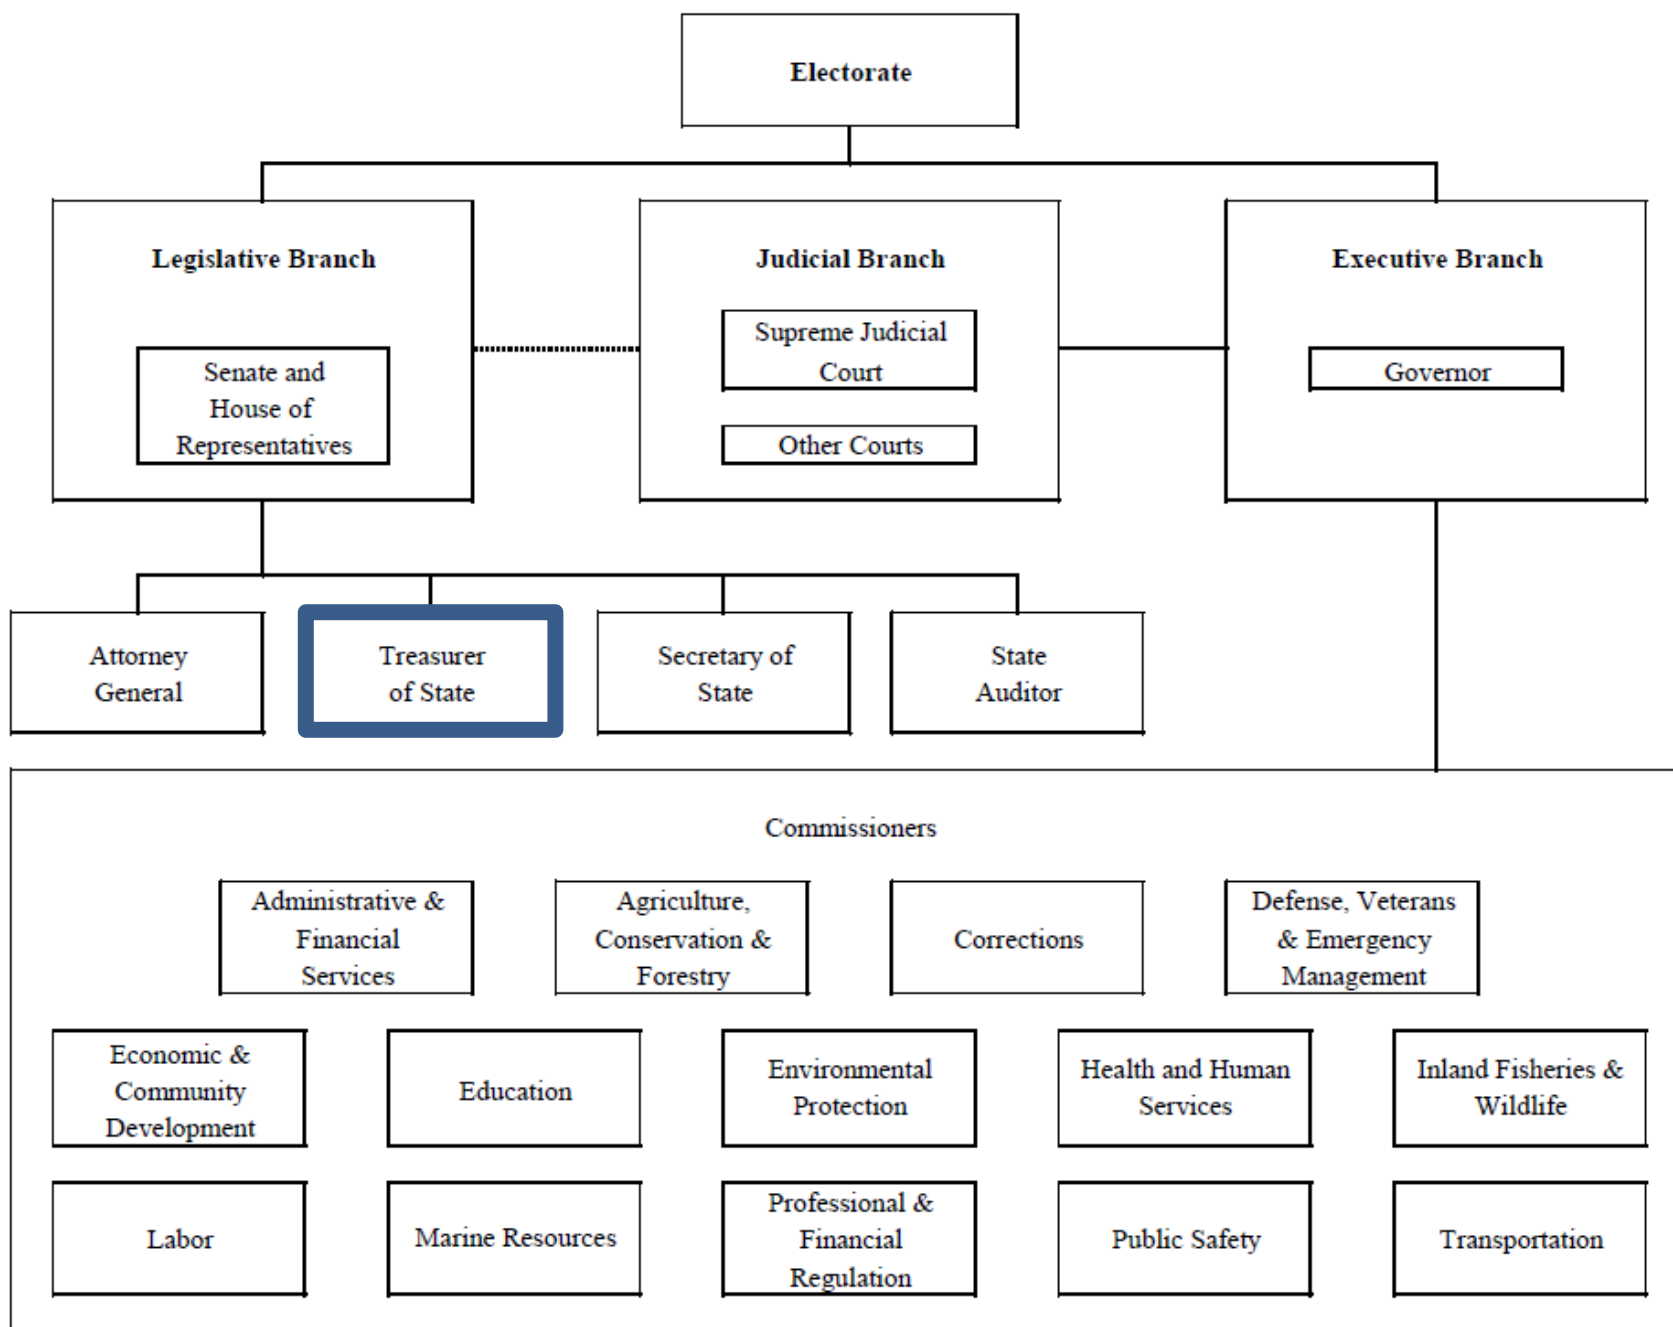 Electorate
Legislative Branch
Senate and
House of
Representatives
Judicial Branch
Supreme Judicial
Court
Other Courts
Executive Branch
Governor
Attorney
General
Treasurer
of State
Secretary of
State
State
Auditor
Commissioners
Administrative &
Financial
Services
Agriculture,
Conservation &
Forestry
Corrections
Defense, Veterans
& Emergency
Management
Economic &
Community
Development
Education
Environmental
Protection
Health and Human
Services
Inland Fisheries &
Wildlife
Labor
Marine Resources
Professional &
Financial
Regulation
Public Safety
Transportation